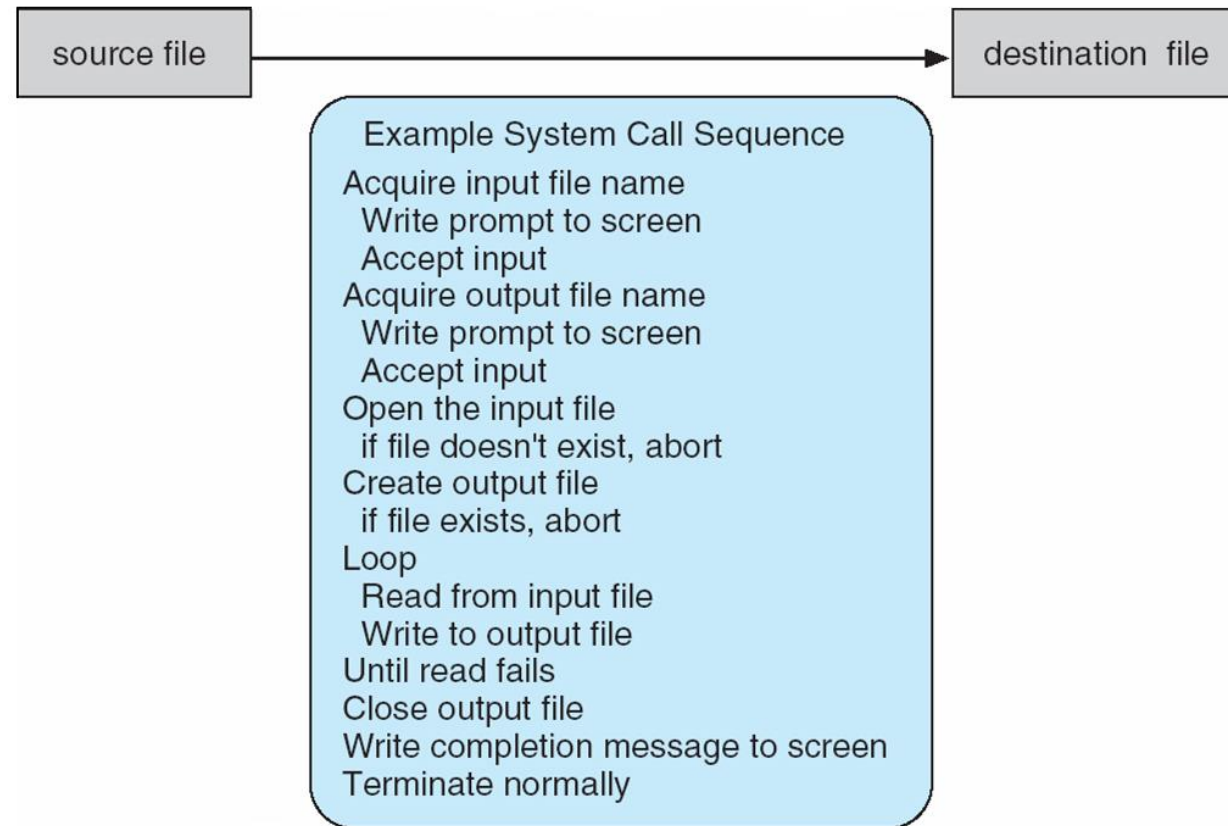 source file
destination file
Example System Call Sequence
Acquire input file name
Write prompt to screen
Accept input
Acquire output file name
Write prompt to screen
Accept input
Open the input file
if file doesn't exist, abort
Create output file
if file exists, abort
Loop
Read from input file
Write to output file
Until read fails
Close output file
Write completion message to screen
Terminate normally